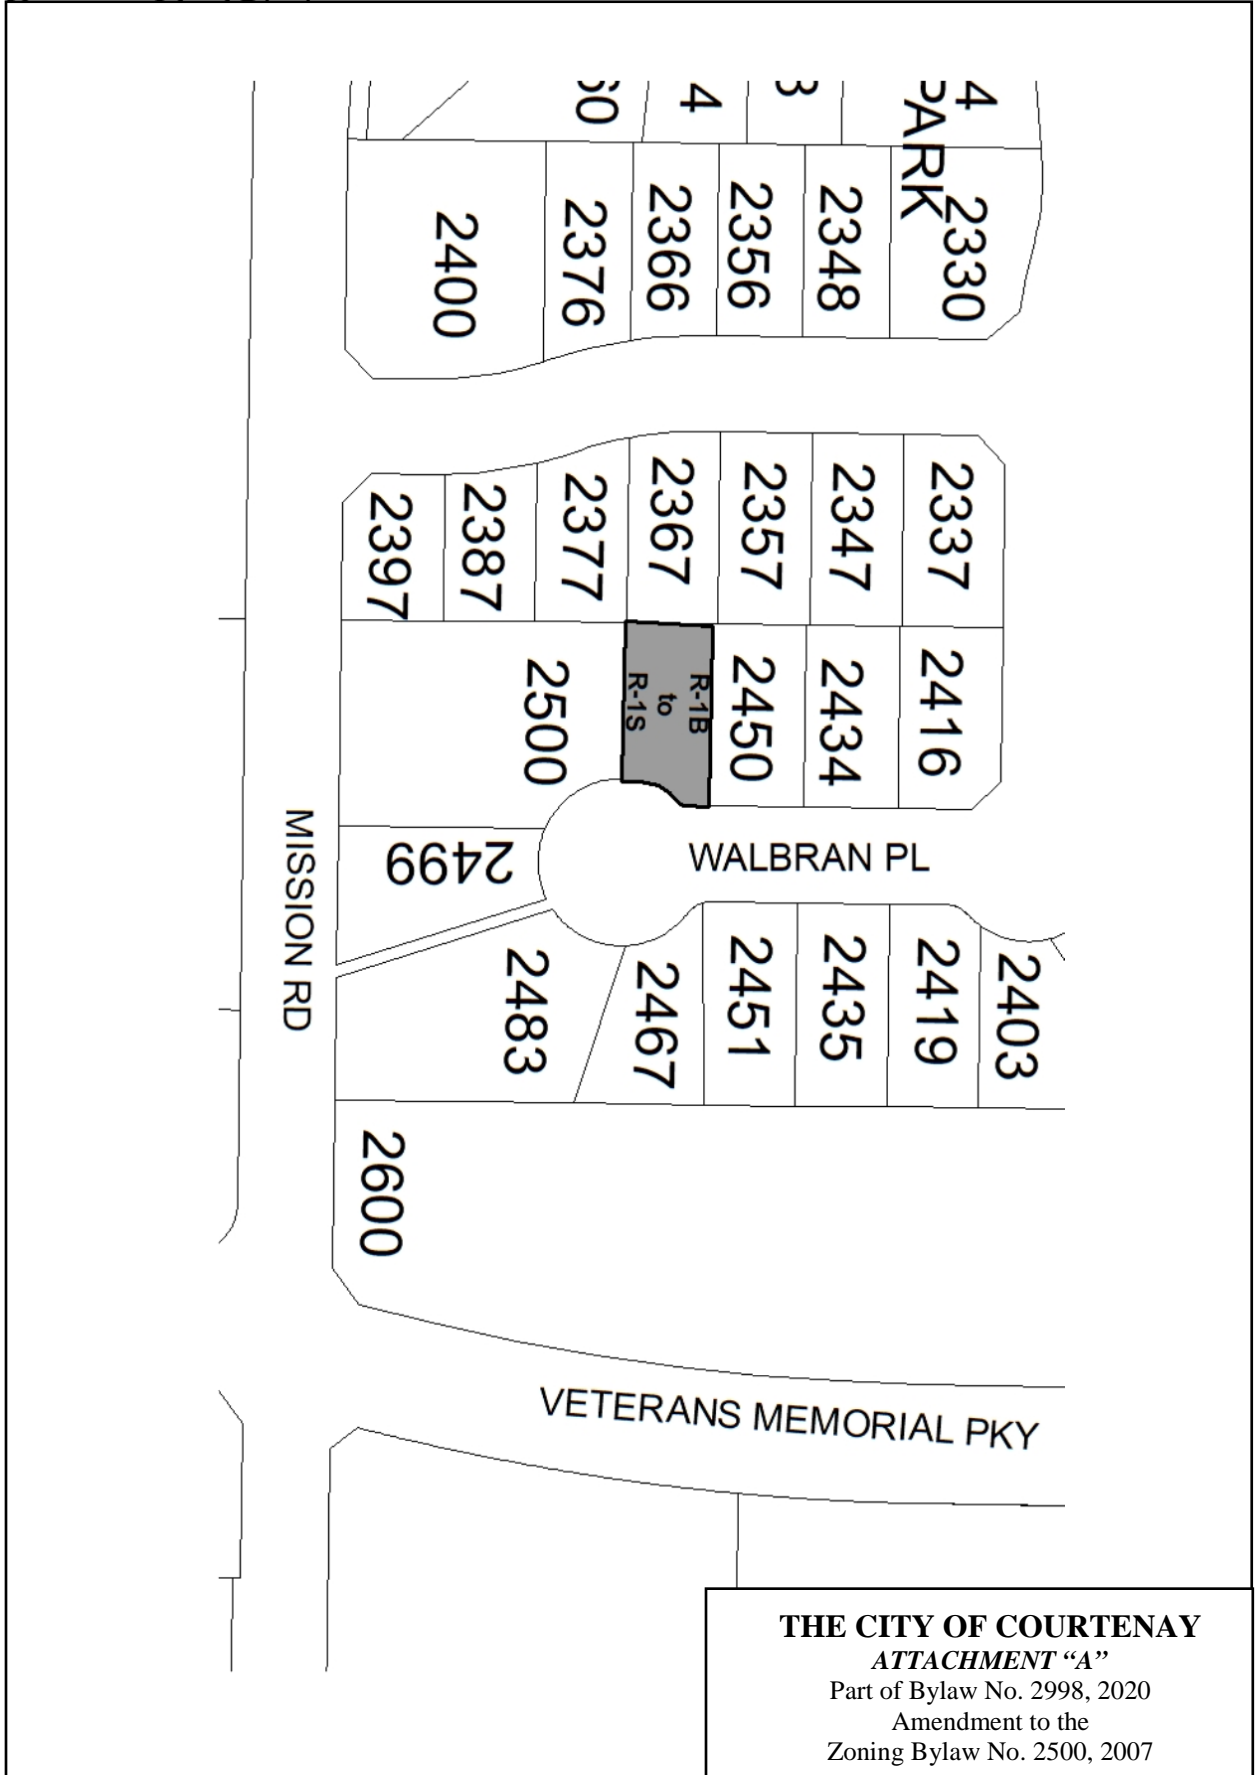 4
PARK
2400
2376
2366
2356
2348
2330
2397
2387
2377
2367
2357
2347
2337
2500
R-1B
to
R-1S
2450
2434
2416
MISSION RD
2499
WALBRAN PL
2483
2467
2451
2435
2419
2403
2600
VETERANS MEMORIAL PKY
THE CITY OF COURTENAY
ATTACHMENT “A”
Part of Bylaw No. 2998, 2020
Amendment to the
Zoning Bylaw No. 2500, 2007